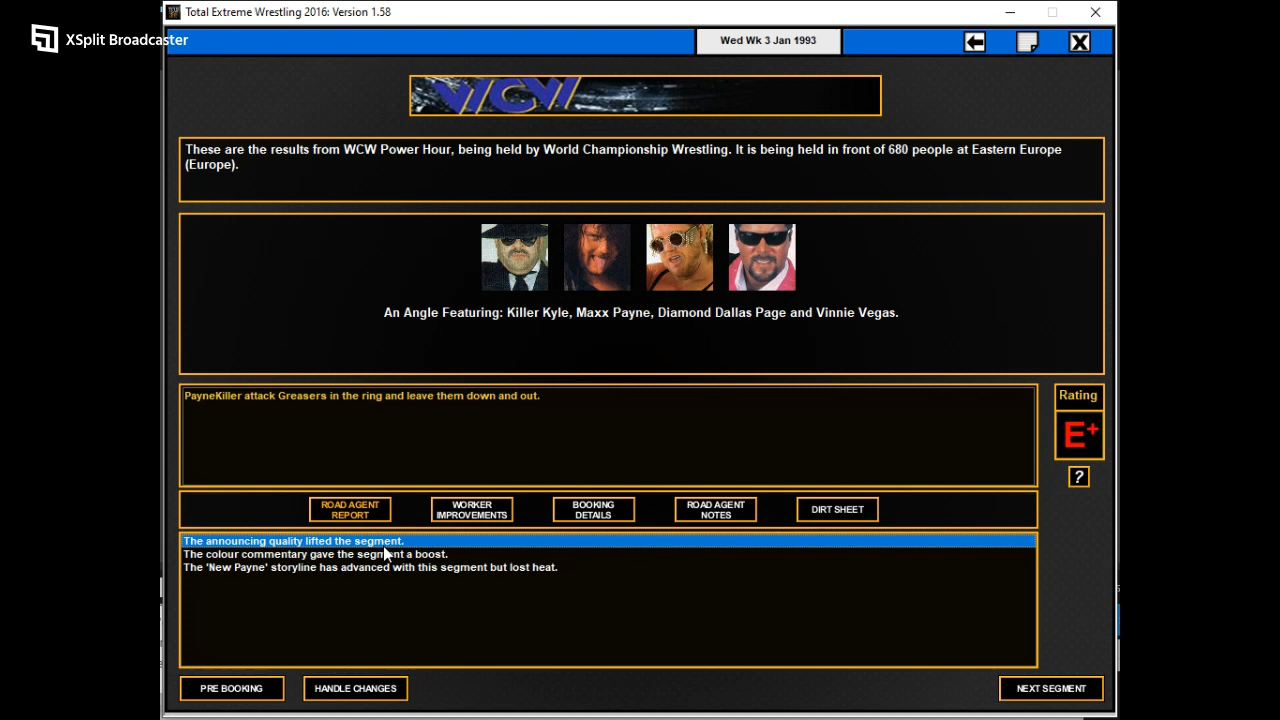 XSplit Broadcaster
Total Extreme Wrestling 2016: Version 1.58
Wed Wk 3 Jan 1993
WCW
These are the results from WCW Power Hour, being held by World Championship Wrestling. It is being held in front of 680 people at Eastern Europe
(Europe).
An Angle Featuring: Killer Kyle, Maxx Payne, Diamond Dallas Page and Vinnie Vegas.
PayneKiller attack Greasers in the ring and leave them down and out.
Rating
E+
?
ROAD AGENT
REPORT
WORKER
IMPROVEMENTS
BOOKING
DETAILS
ROAD AGENT
NOTES
DIRT SHEET
The announcing quality lifted the segment.
The colour commentary gave the segment a boost.
The 'New Payne' storyline has advanced with this segment but lost heat.
PRE BOOKING
HANDLE CHANGES
NEXT SEGMENT